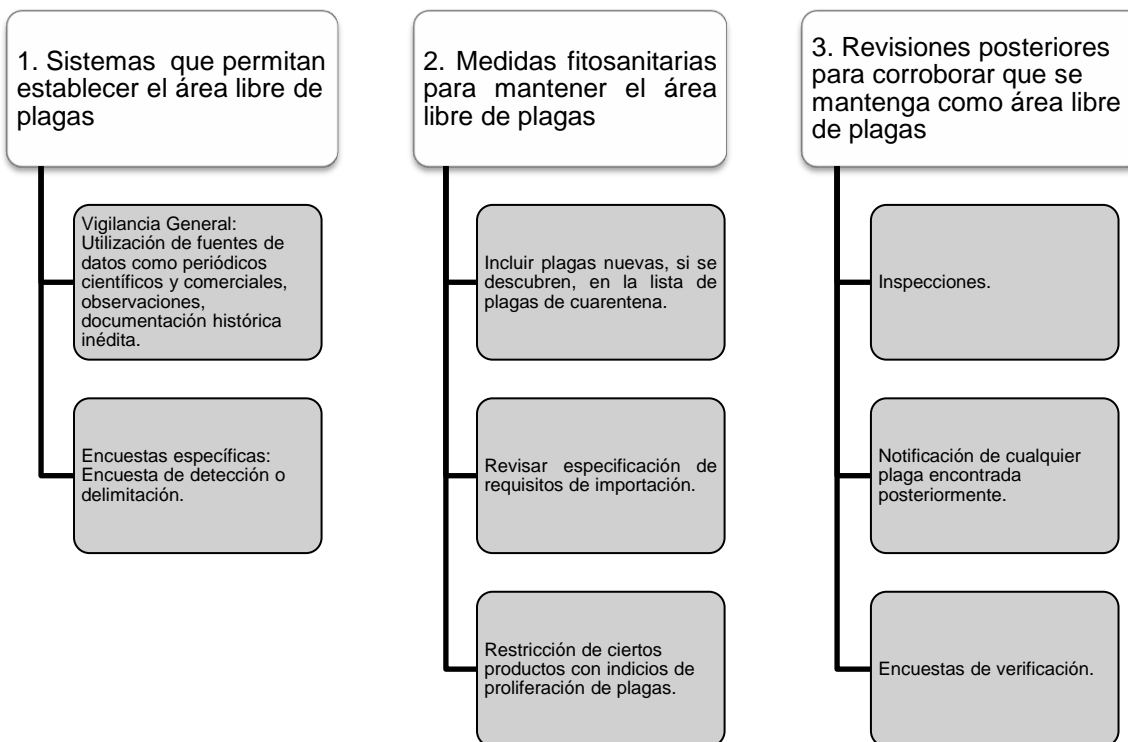 1. Sistemas que permitan
establecer el área libre de
plagas
Vigilancia General:
Utilización de fuentes de
datos como periódicos
científicos y comerciales,
observaciones,
documentación histórica
inédita.
Encuestas específicas:
Encuesta de detección o
delimitación.
2. Medidas fitosanitarias
para mantener el área
libre de plagas
Incluir plagas nuevas, si se
descubren, en la lista de
plagas de cuarentena.
Revisar especificación de
requisitos de importación.
Restricción de ciertos
productos con indicios de
proliferación de plagas.
3. Revisiones posteriores
para corroborar que se
mantenga como área libre
de plagas
Inspecciones.
Notificación de cualquier
plaga encontrada
posteriormente.
Encuestas de verificación.